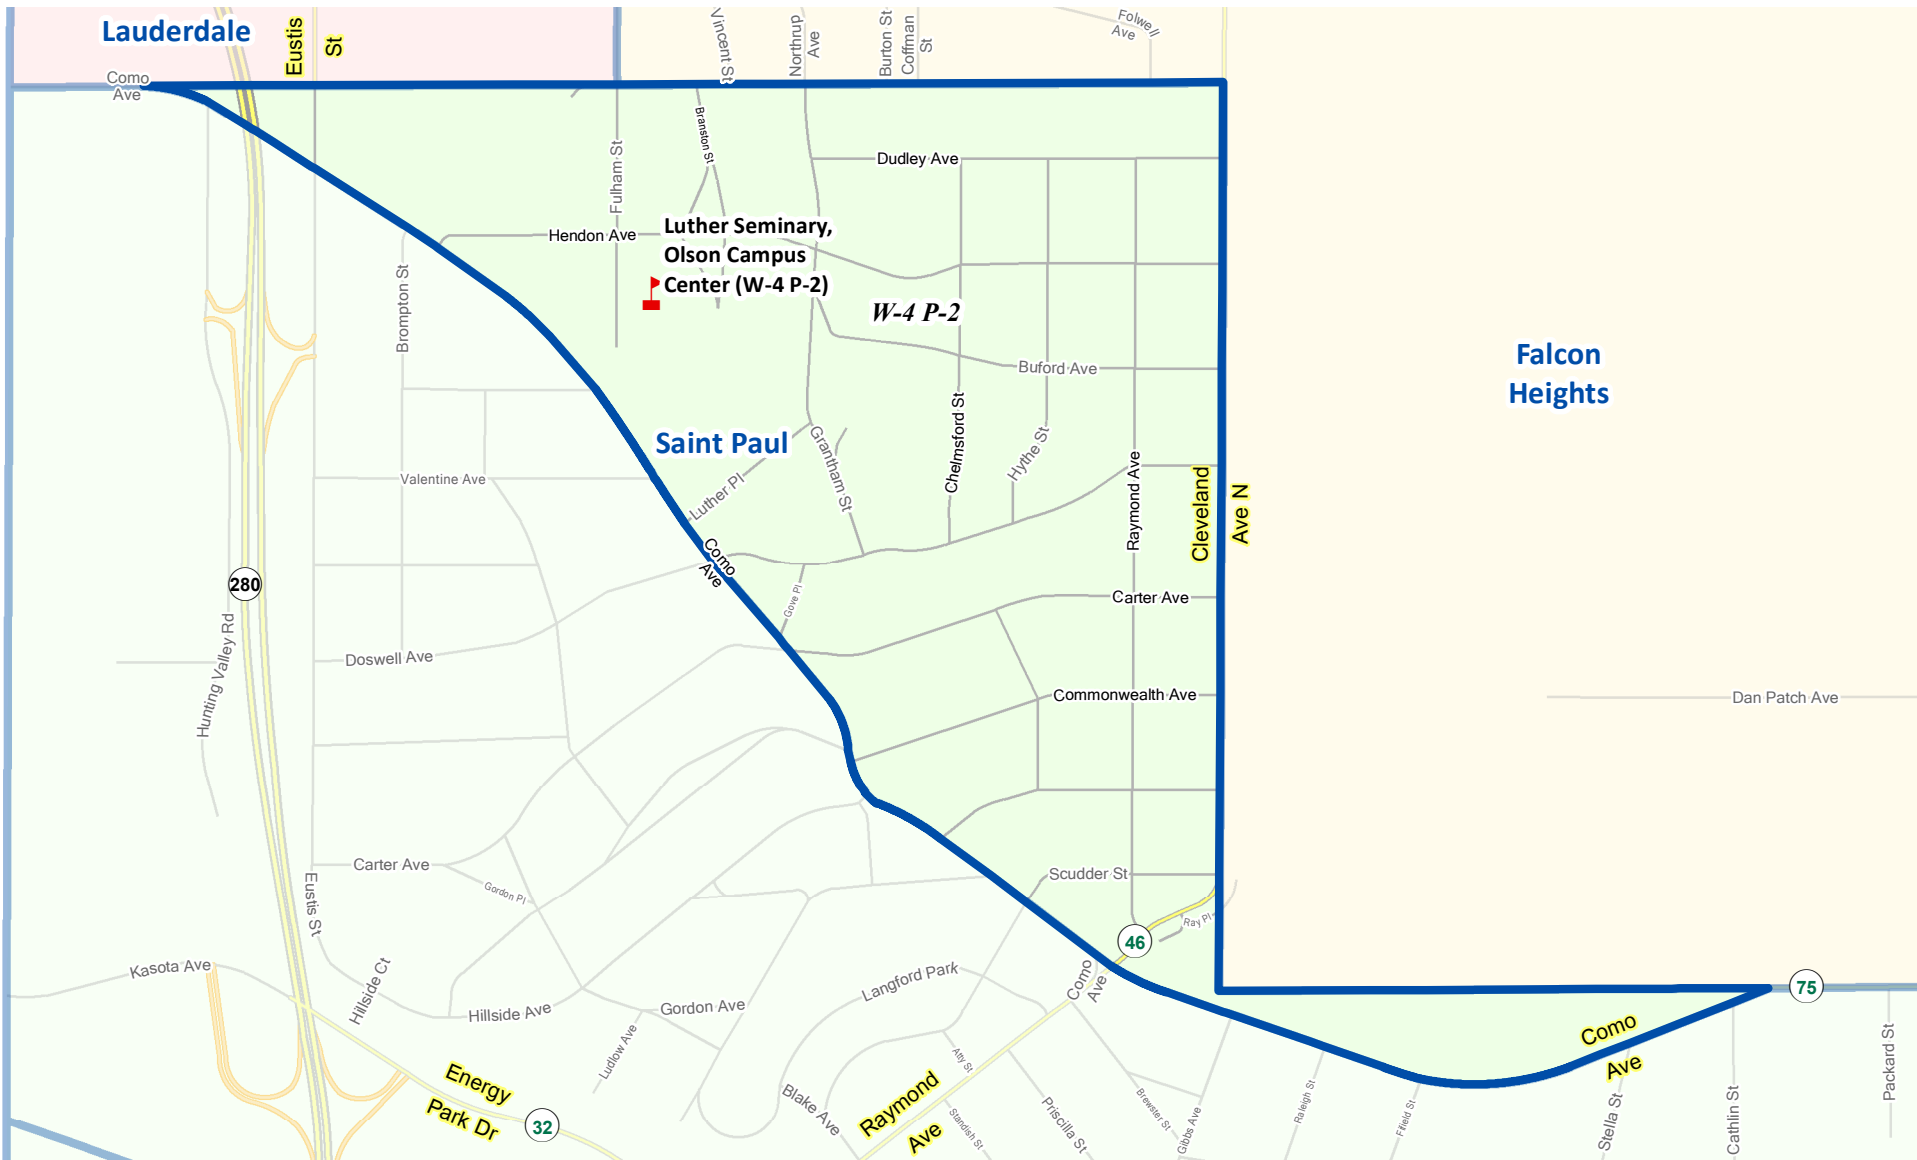 Lauderdale
Eustis
St
Vincent St
Northrup
Ave
Burton St
Coffman
St
Folwell
Ave
Como
Ave
Branston St
Fulham St
Dudley Ave
Hendon Ave
Luther Seminary,
Olson Campus
Center (W-4 P-2)
W-4 P-2
Brompton St
Buford Ave
Falcon
Heights
Chelmsford St
Hythe St
Saint Paul
Grantham St
Raymond Ave
Valentine Ave
Luther Pl
Cleveland
Ave N
Como
Ave
280
Gove Pl
Carter Ave
Hunting Valley Rd
Doswell Ave
Commonwealth Ave
Dan Patch Ave
Carter Ave
Gordon Pl
Eustis St
Scudder St
Ray Pl
46
Kasota Ave
Hillside Ct
Langford Park
Como
Ave
75
Hillside Ave
Gordon Ave
Ludlow Ave
Como
Ave
Atty St
Energy
Park Dr
32
Blake Ave
Raymond
Ave
Standish St
Priscilla St
Brewster St
Gibbs Ave
Raleigh St
Fifield St
Stella St
Cathlin St
Packard St